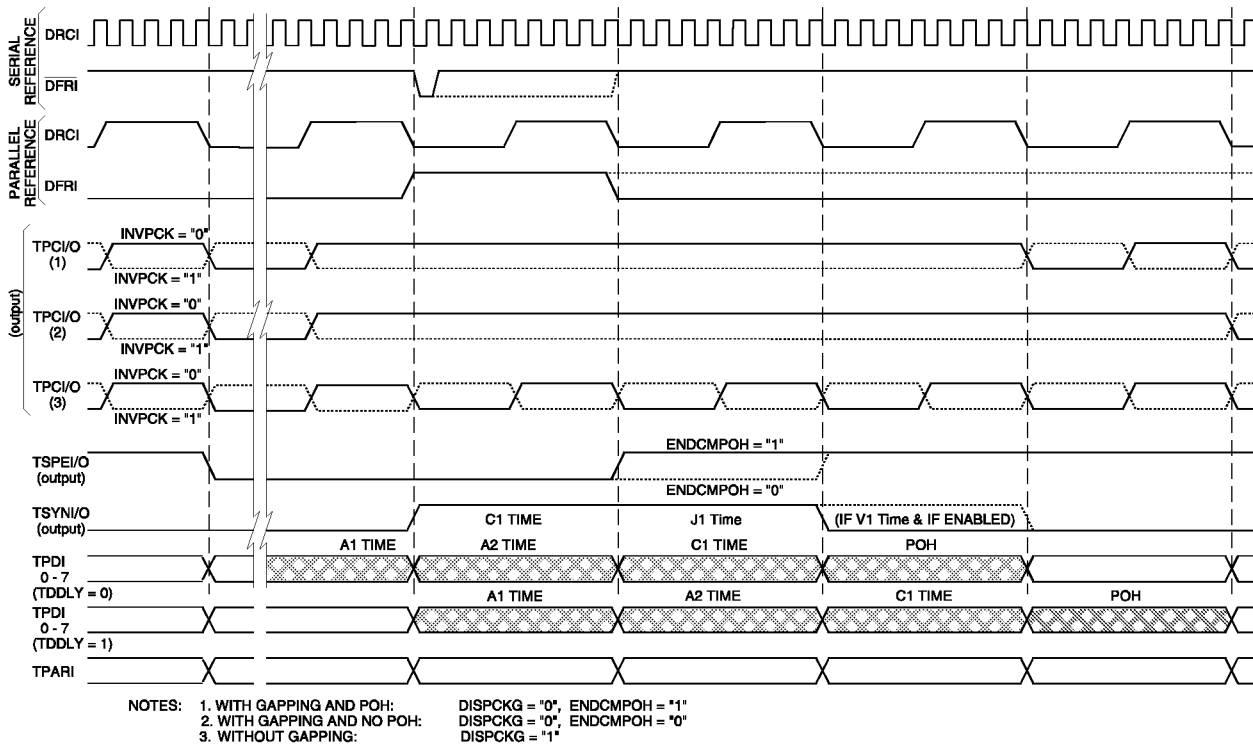 SERIAL REFERENCE
DRCI
DFRI
PARALLEL REFERENCE
DRCI
DFRI
(output)
TPCI/O
(1)
INVPCK = "0"
INVPCK = "1"
TPCI/O
(2)
INVPCK = "0"
INVPCK = "1"
TPCI/O
(3)
INVPCK = "0"
INVPCK = "1"
TSPEI/O
(output)
ENDCMPOH = "1"
ENDCMPOH = "0"
TSYNI/O
(output)
C1 TIME
J1 Time
(IF V1 Time & IF ENABLED)
TPDI
0 - 7
(TDDLY = 0)
A1 TIME
A2 TIME
C1 TIME
POH
TPDI
0 - 7
(TDDLY = 1)
A1 TIME
A2 TIME
C1 TIME
POH
TPARI
NOTES: 1. WITH GAPPING AND POH: DISPCKG = "0", ENDCMPOH = "1"
2. WITH GAPPING AND NO POH: DISPCKG = "0", ENDCMPOH = "0"
3. WITHOUT GAPPING: DISPCKG = "1"